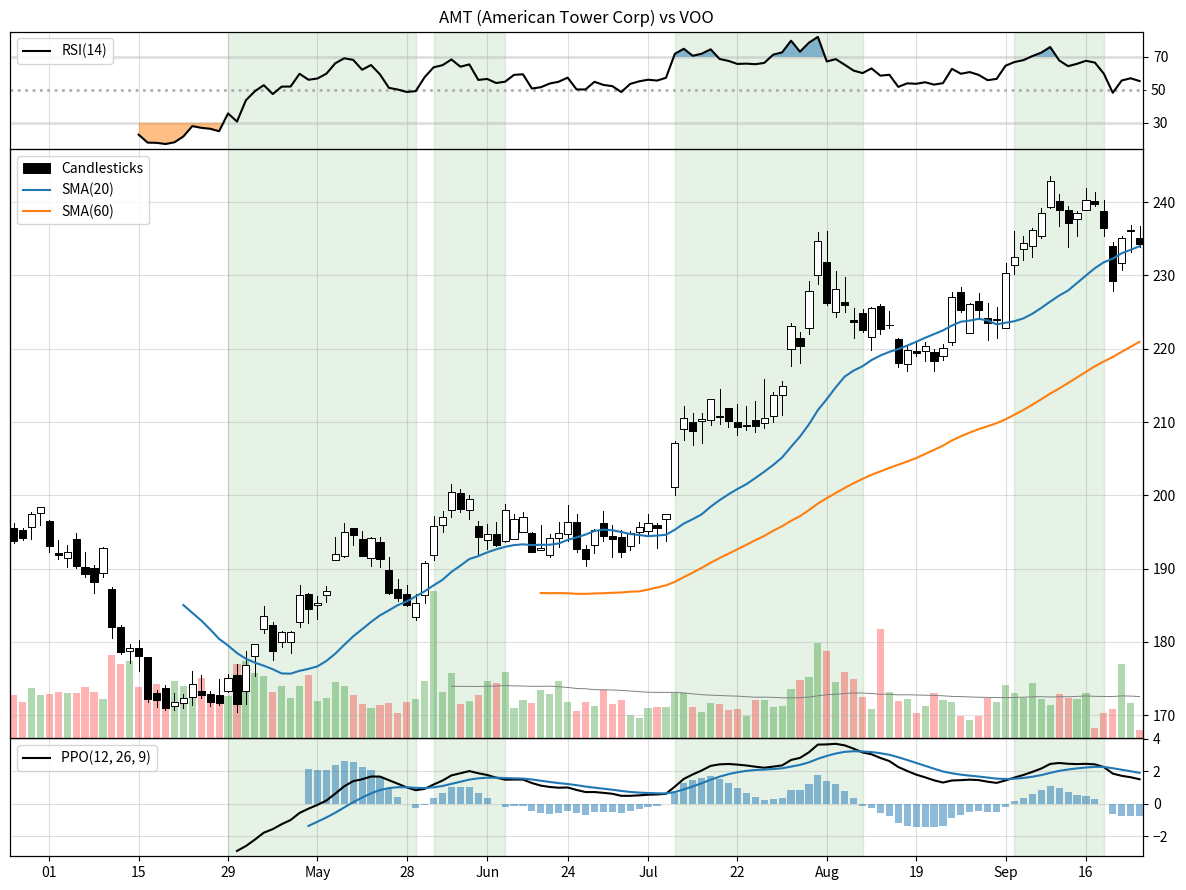 AMT (American Tower Corp) vs VOO
RSI(14)
70
50
30
Candlesticks
SMA(20)
SMA(60)
240
230
220
210
200
190
180
170
PPO(12, 26, 9)
4
2
0
−2
01 15 29 May 28 Jun 24 Jul 22 Aug 19 Sep 16